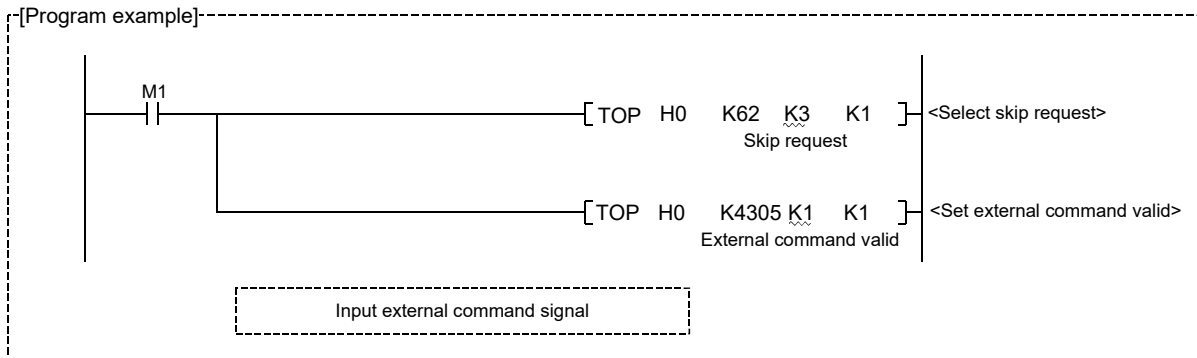 [Program example]
M1
TOP H0 K62 K3 K1 <Select skip request>
Skip request
TOP H0 K4305 K1 K1 <Set external command valid>
External command valid
Input external command signal